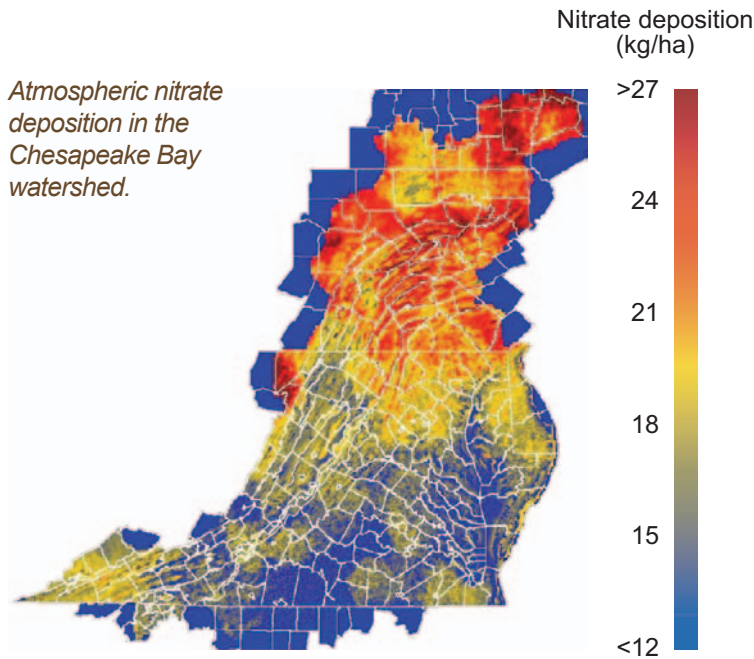 Nitrate deposition
(kg/ha)
Atmospheric nitrate
deposition in the
Chesapeake Bay
watershed.
>27
24
21
18
15
<12